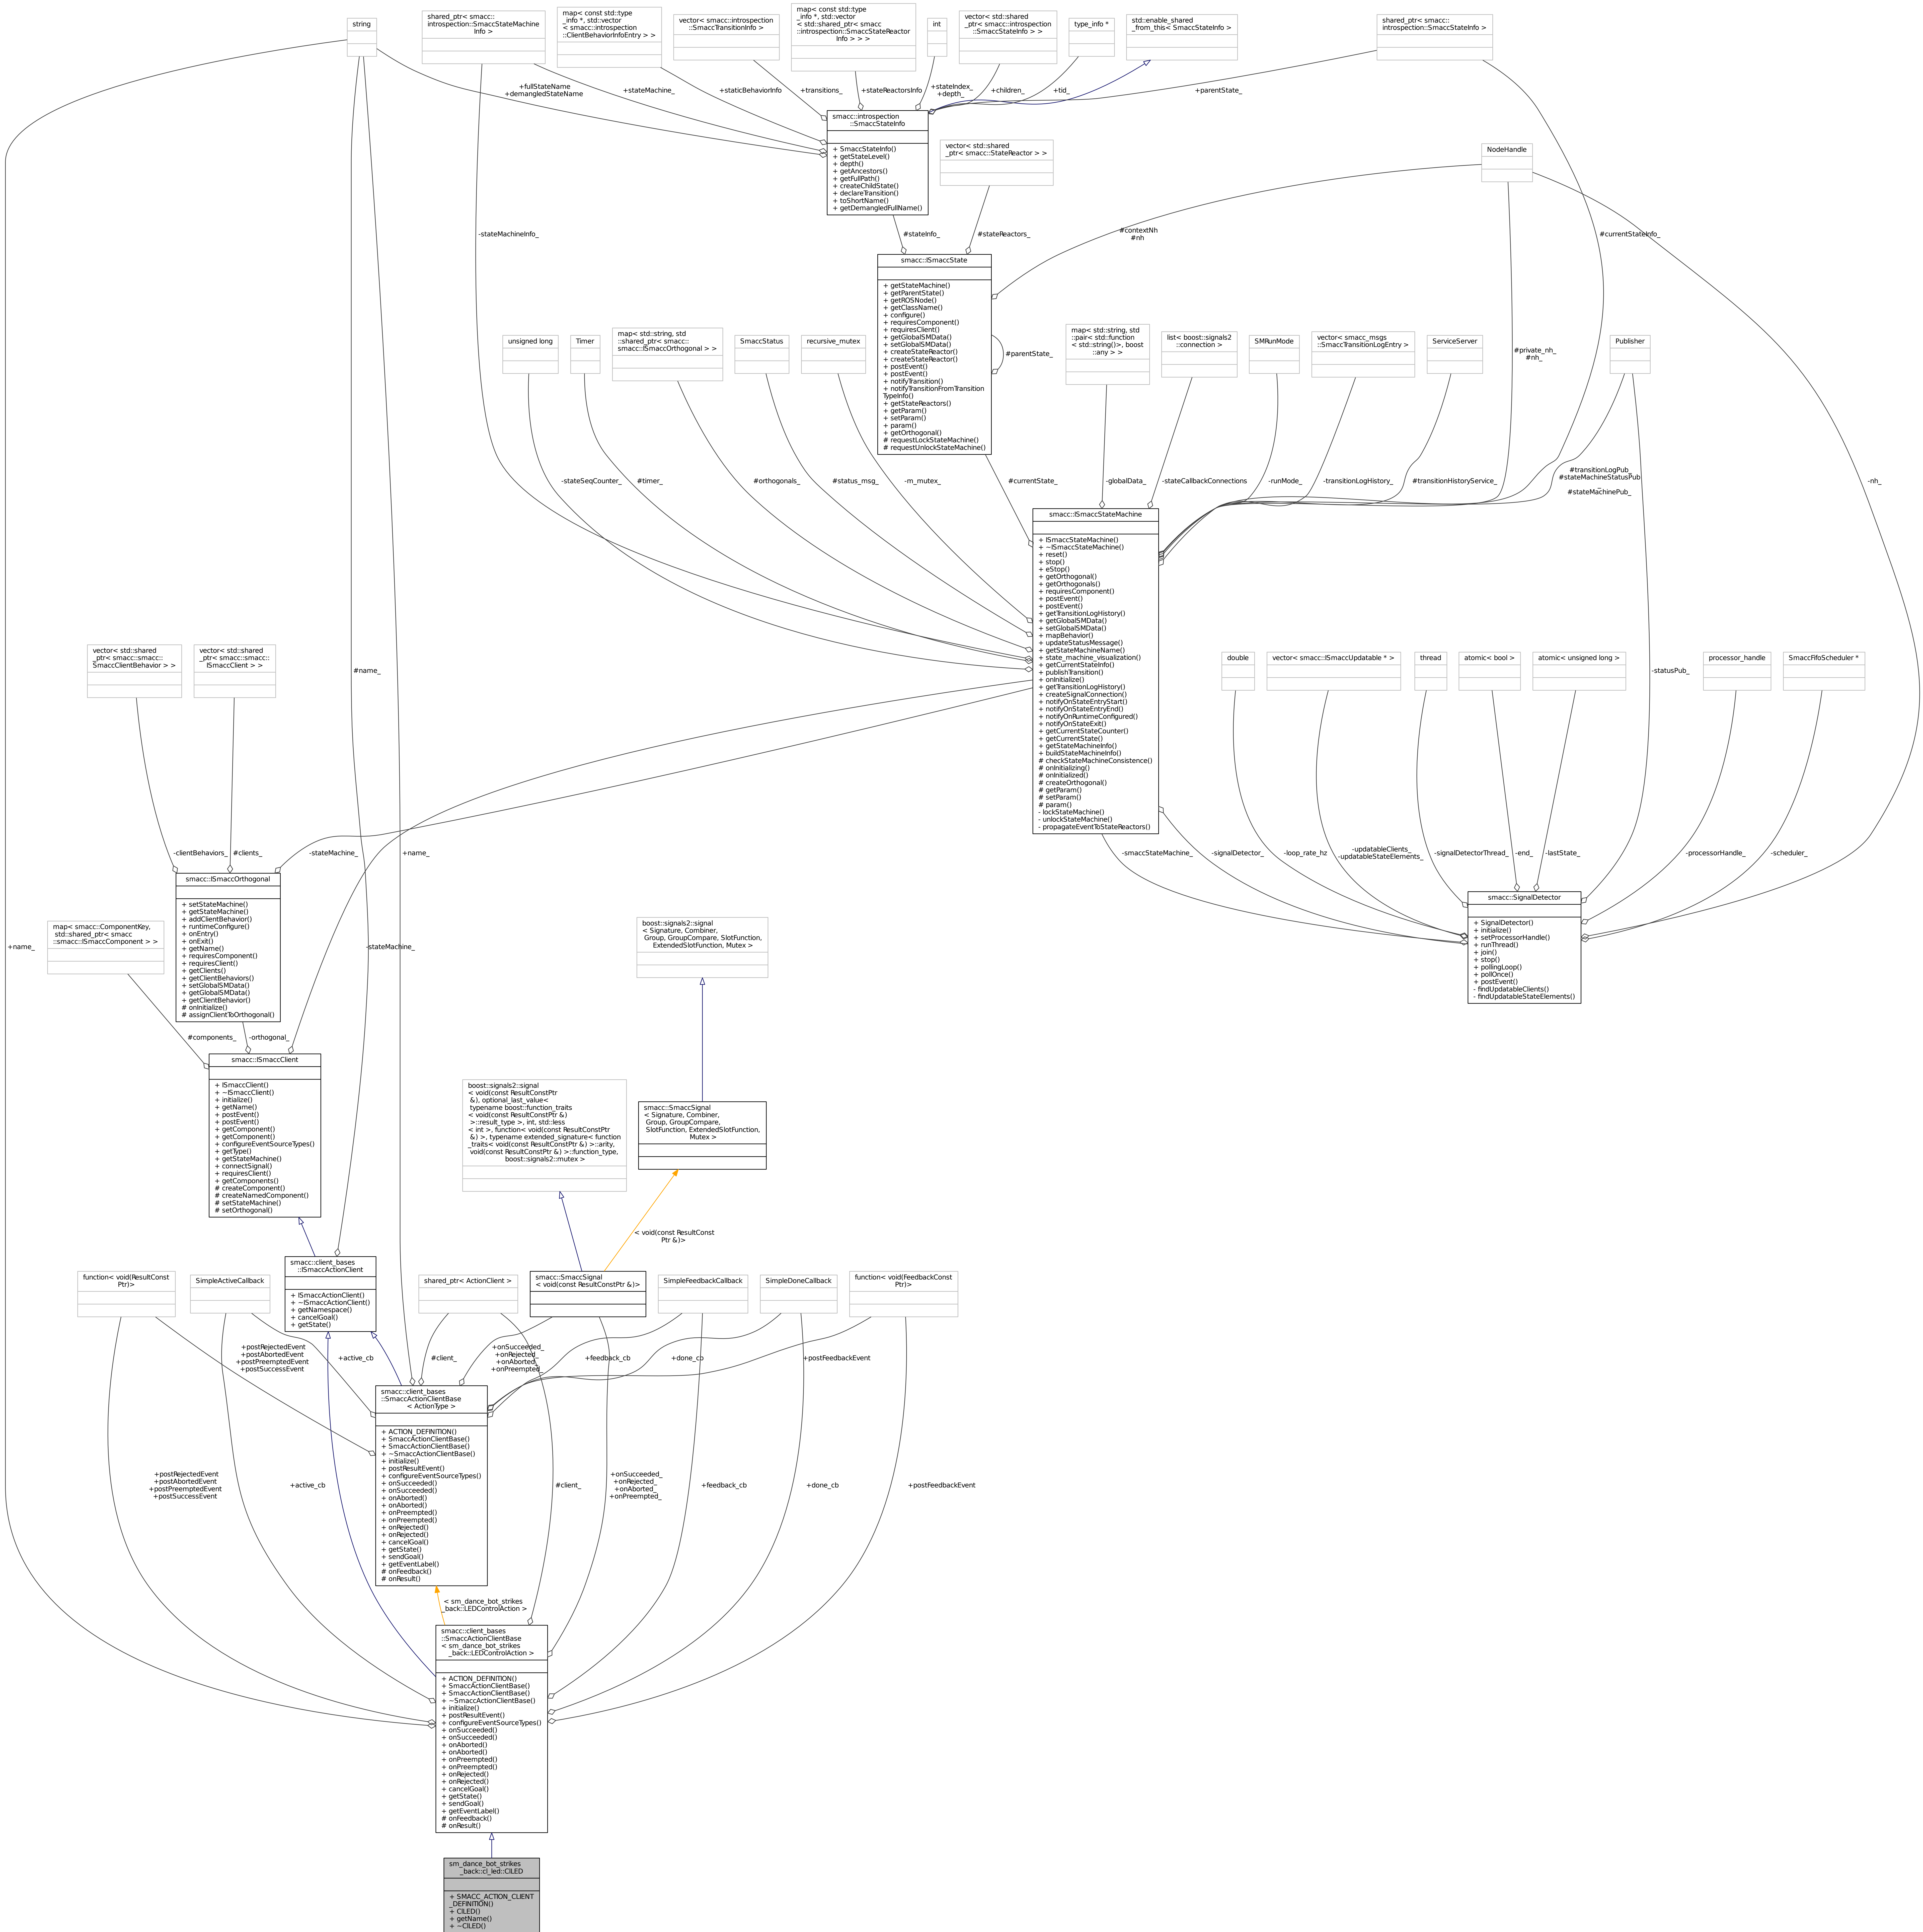 string
shared_ptr< smacc::
introspection::SmaccStateMachine
Info >
map< const std::type
_info *, std::vector
< smacc::introspection
::ClientBehaviorInfoEntry > >
vector< smacc::introspection
::SmaccTransitionInfo >
map< const std::type
_info *, std::vector
< std::shared_ptr< smacc
::introspection::SmaccStateReactor
Info > > >
int
vector< std::shared
_ptr< smacc::introspection
::SmaccStateInfo > >
type_info *
std::enable_shared
_from_this< SmaccStateInfo >
shared_ptr< smacc::
introspection::SmaccStateInfo >
+fullStateName
+demangledStateName
+stateMachine_
+staticBehaviorInfo
+transitions_
+stateReactorsInfo
+stateIndex_
+depth_
+children_
+tid_
+parentState_
smacc::introspection
::SmaccStateInfo
+ SmaccStateInfo()
+ getStateLevel()
+ depth()
+ getAncestors()
+ getFullPath()
+ createChildState()
+ declareTransition()
+ toShortName()
+ getDemangledFullName()
vector< std::shared
_ptr< smacc::StateReactor > >
NodeHandle
-stateMachineInfo_
#stateInfo_
#stateReactors_
#contextNh
#nh
#currentStateInfo_
smacc::ISmaccState
+ getStateMachine()
+ getParentState()
+ getROSNode()
+ getClassName()
+ configure()
+ requiresComponent()
+ requiresClient()
+ getGlobalSMData()
+ setGlobalSMData()
+ createStateReactor()
+ createStateReactor()
+ postEvent()
+ postEvent()
+ notifyTransition()
+ notifyTransitionFromTransition
TypeInfo()
+ getStateReactors()
+ getParam()
+ setParam()
+ param()
+ getOrthogonal()
# requestLockStateMachine()
# requestUnlockStateMachine()
#parentState_
unsigned long
Timer
map< std::string, std
::shared_ptr< smacc::
smacc::ISmaccOrthogonal > >
SmaccStatus
recursive_mutex
map< std::string, std
::pair< std::function
< std::string()>, boost
::any > >
list< boost::signals2
::connection >
SMRunMode
vector< smacc_msgs
::SmaccTransitionLogEntry >
ServiceServer
#private_nh_
#nh_
Publisher
-stateSeqCounter_
#timer_
#orthogonals_
#status_msg_
-m_mutex_
#currentState_
-globalData_
-stateCallbackConnections
-runMode_
-transitionLogHistory_
#transitionHistoryService_
#transitionLogPub_
#stateMachineStatusPub
_
#stateMachinePub_
-nh_
smacc::ISmaccStateMachine
+ ISmaccStateMachine()
+ ~ISmaccStateMachine()
+ reset()
+ stop()
+ eStop()
+ getOrthogonal()
+ getOrthogonals()
+ requiresComponent()
+ postEvent()
+ postEvent()
+ getTransitionLogHistory()
+ getGlobalSMData()
+ setGlobalSMData()
+ mapBehavior()
+ updateStatusMessage()
+ getStateMachineName()
+ state_machine_visualization()
+ getCurrentStateInfo()
+ publishTransition()
+ onInitialize()
+ getTransitionLogHistory()
+ createSignalConnection()
+ notifyOnStateEntryStart()
+ notifyOnStateEntryEnd()
+ notifyOnRuntimeConfigured()
+ notifyOnStateExit()
+ getCurrentStateCounter()
+ getCurrentState()
+ getStateMachineInfo()
+ buildStateMachineInfo()
# checkStateMachineConsistence()
# onInitializing()
# onInitialized()
# createOrthogonal()
# getParam()
# setParam()
# param()
- lockStateMachine()
- unlockStateMachine()
- propagateEventToStateReactors()
#name_
vector< std::shared
_ptr< smacc::smacc::
SmaccClientBehavior > >
vector< std::shared
_ptr< smacc::smacc::
ISmaccClient > >
double
vector< smacc::ISmaccUpdatable * >
thread
atomic< bool >
atomic< unsigned long >
-statusPub_
processor_handle
SmaccFifoScheduler *
-clientBehaviors_
#clients_
-stateMachine_
+name_
-smaccStateMachine_
-signalDetector_
-loop_rate_hz
-updatableClients_
-updatableStateElements_
-signalDetectorThread_
-end_
-lastState_
-processorHandle_
-scheduler_
smacc::ISmaccOrthogonal
+ setStateMachine()
+ getStateMachine()
+ addClientBehavior()
+ runtimeConfigure()
+ onEntry()
+ onExit()
+ getName()
+ requiresComponent()
+ requiresClient()
+ getClients()
+ getClientBehaviors()
+ setGlobalSMData()
+ getGlobalSMData()
+ getClientBehavior()
# onInitialize()
# assignClientToOrthogonal()
smacc::SignalDetector
+ SignalDetector()
+ initialize()
+ setProcessorHandle()
+ runThread()
+ join()
+ stop()
+ pollingLoop()
+ pollOnce()
+ postEvent()
- findUpdatableClients()
- findUpdatableStateElements()
map< smacc::ComponentKey,
std::shared_ptr< smacc
::smacc::ISmaccComponent > >
boost::signals2::signal
< Signature, Combiner,
Group, GroupCompare, SlotFunction,
ExtendedSlotFunction, Mutex >
+name_
-stateMachine_
#components_
-orthogonal_
smacc::ISmaccClient
+ ISmaccClient()
+ ~ISmaccClient()
+ initialize()
+ getName()
+ postEvent()
+ postEvent()
+ getComponent()
+ getComponent()
+ configureEventSourceTypes()
+ getType()
+ getStateMachine()
+ connectSignal()
+ requiresClient()
+ getComponents()
# createComponent()
# createNamedComponent()
# setStateMachine()
# setOrthogonal()
boost::signals2::signal
< void(const ResultConstPtr
&), optional_last_value<
typename boost::function_traits
< void(const ResultConstPtr &)
>::result_type >, int, std::less
< int >, function< void(const ResultConstPtr
&) >, typename extended_signature< function
_traits< void(const ResultConstPtr &) >::arity,
void(const ResultConstPtr &) >::function_type,
boost::signals2::mutex >
smacc::SmaccSignal
< Signature, Combiner,
Group, GroupCompare,
SlotFunction, ExtendedSlotFunction,
Mutex >
< void(const ResultConst
Ptr &)>
smacc::client_bases
::ISmaccActionClient
+ ISmaccActionClient()
+ ~ISmaccActionClient()
+ getNamespace()
+ cancelGoal()
+ getState()
function< void(ResultConst
Ptr)>
SimpleActiveCallback
shared_ptr< ActionClient >
smacc::SmaccSignal
< void(const ResultConstPtr &)>
SimpleFeedbackCallback
SimpleDoneCallback
function< void(FeedbackConst
Ptr)>
+postRejectedEvent
+postAbortedEvent
+postPreemptedEvent
+postSuccessEvent
+active_cb
#client_
+onSucceeded_
+onRejected_
+onAborted_
+onPreempted_
+feedback_cb
+done_cb
+postFeedbackEvent
smacc::client_bases
::SmaccActionClientBase
< ActionType >
+ ACTION_DEFINITION()
+ SmaccActionClientBase()
+ SmaccActionClientBase()
+ ~SmaccActionClientBase()
+ initialize()
+ postResultEvent()
+ configureEventSourceTypes()
+ onSucceeded()
+ onSucceeded()
+ onAborted()
+ onAborted()
+ onPreempted()
+ onPreempted()
+ onRejected()
+ onRejected()
+ cancelGoal()
+ getState()
+ sendGoal()
+ getEventLabel()
# onFeedback()
# onResult()
+postRejectedEvent
+postAbortedEvent
+postPreemptedEvent
+postSuccessEvent
+active_cb
#client_
+onSucceeded_
+onRejected_
+onAborted_
+onPreempted_
+feedback_cb
+done_cb
+postFeedbackEvent
< sm_dance_bot_strikes
_back::LEDControlAction >
smacc::client_bases
::SmaccActionClientBase
< sm_dance_bot_strikes
_back::LEDControlAction >
+ ACTION_DEFINITION()
+ SmaccActionClientBase()
+ SmaccActionClientBase()
+ ~SmaccActionClientBase()
+ initialize()
+ postResultEvent()
+ configureEventSourceTypes()
+ onSucceeded()
+ onSucceeded()
+ onAborted()
+ onAborted()
+ onPreempted()
+ onPreempted()
+ onRejected()
+ onRejected()
+ cancelGoal()
+ getState()
+ sendGoal()
+ getEventLabel()
# onFeedback()
# onResult()
sm_dance_bot_strikes
_back::cl_led::ClLED
+ SMACC_ACTION_CLIENT
_DEFINITION()
+ ClLED()
+ getName()
+ ~ClLED()